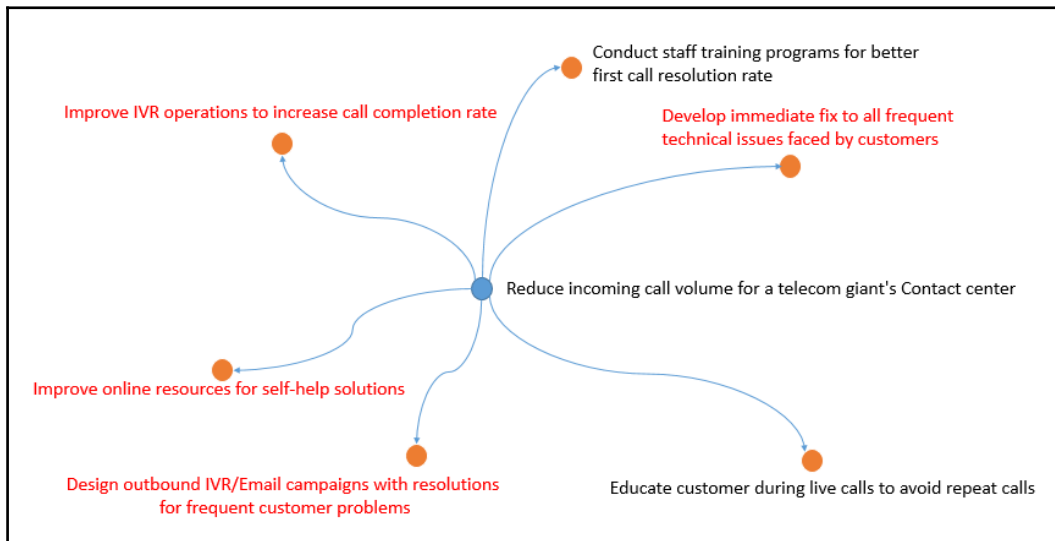 Conduct staff training programs for better
first call resolution rate
Improve IVR operations to increase call completion rate
Develop immediate fix to all frequent
technical issues faced by customers
Reduce incoming call volume for a telecom giant's Contact center
Improve online resources for self-help solutions
Design outbound IVR/Email campaigns with resolutions
for frequent customer problems
Educate customer during live calls to avoid repeat calls